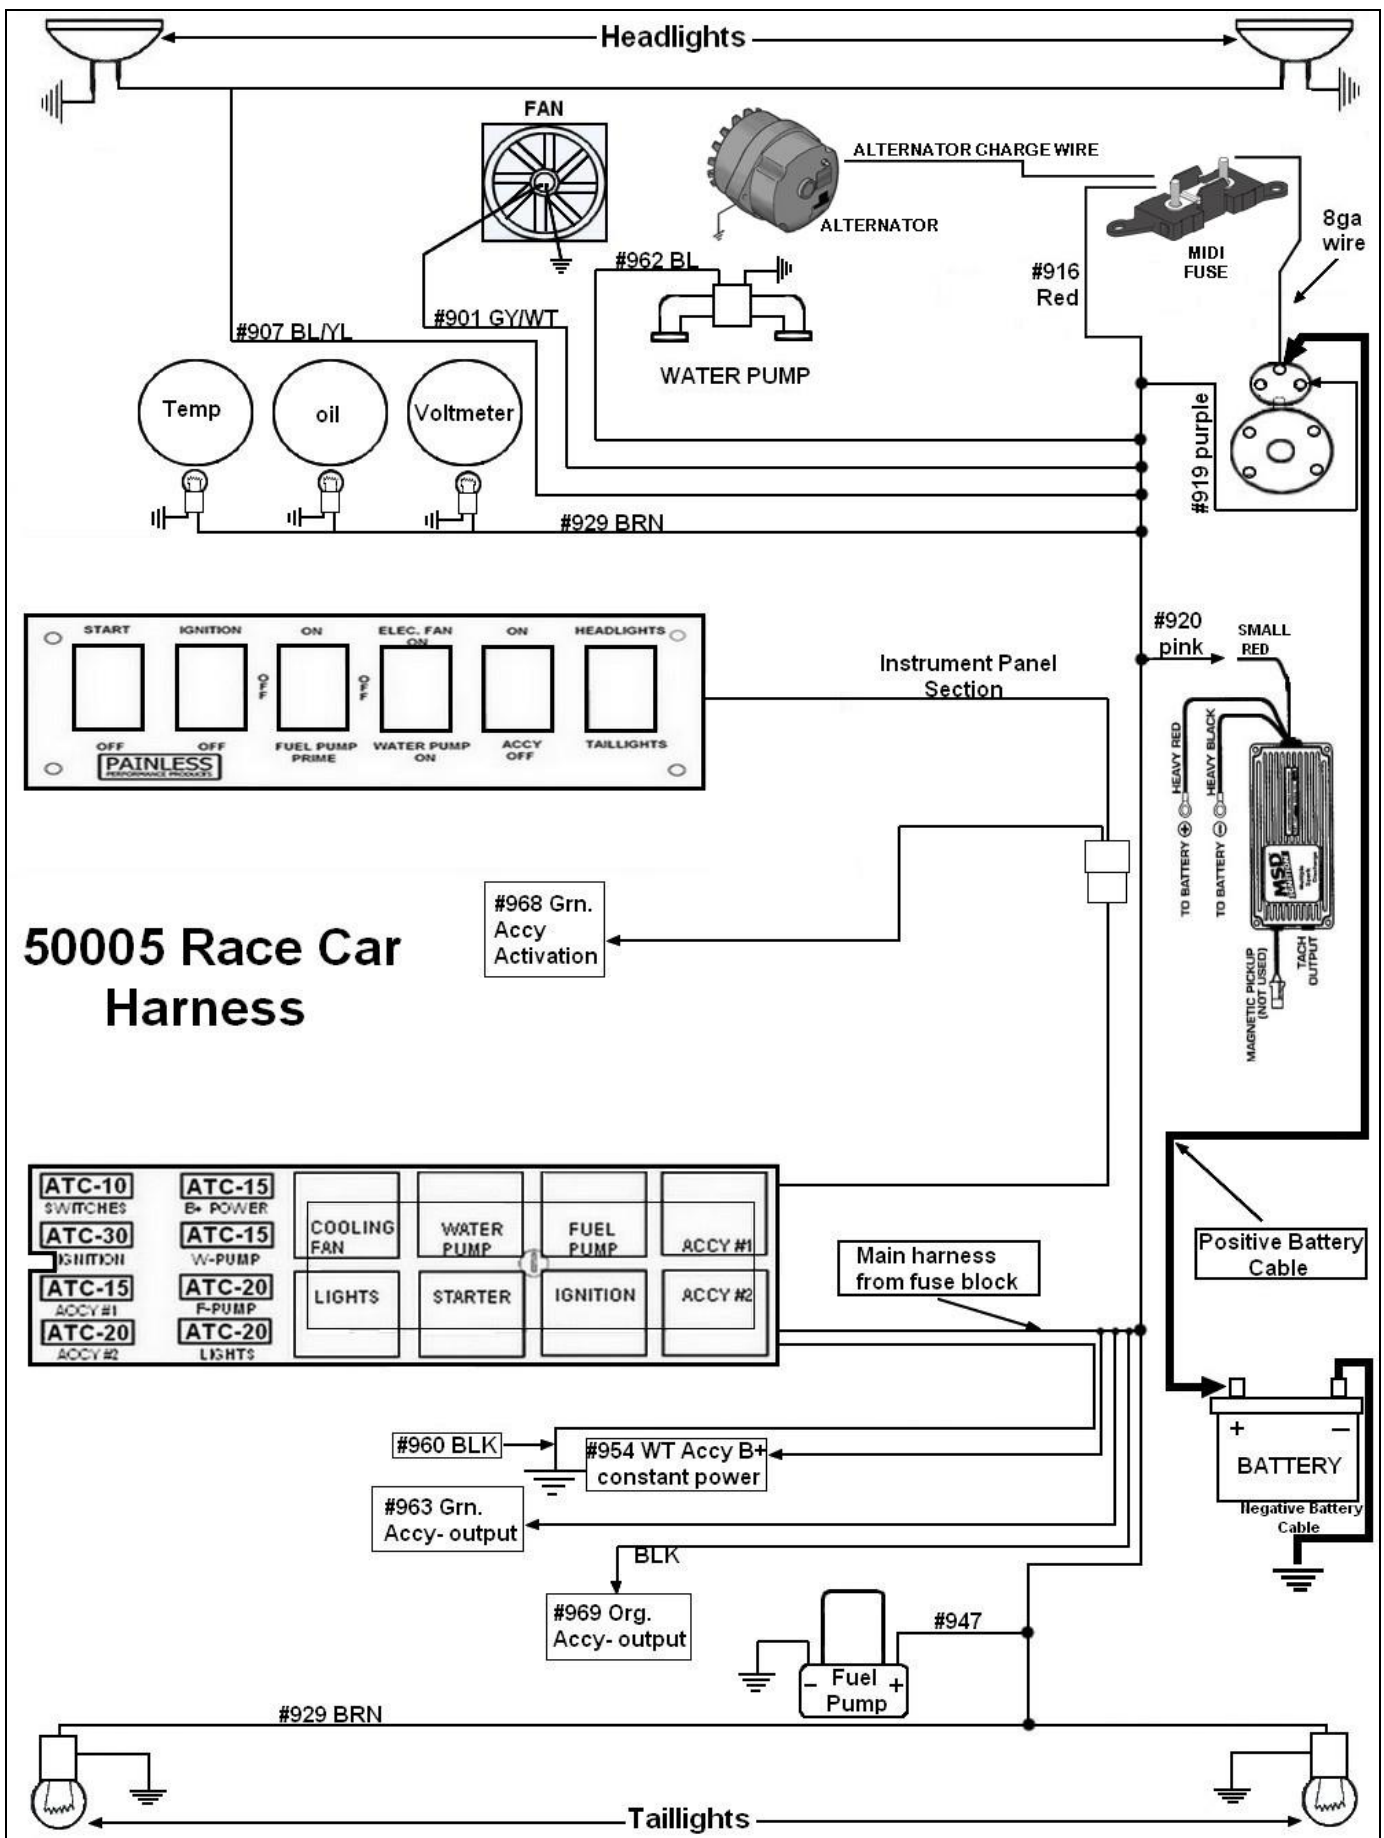 Headlights
FAN
ALTERNATOR CHARGE WIRE
ALTERNATOR
MIDI
FUSE
8ga
wire
#962 BL
#916
Red
#901 GY/WT
#907 BL/YL
WATER PUMP
Temp
oil
Voltmeter
#919 purple
#929 BRN
START
IGNITION
ON
ELEC. FAN
ON
ON
HEADLIGHTS
OFF
OFF
OFF
OFF
FUEL PUMP
PRIME
WATER PUMP
ON
ACCY
OFF
TAILLIGHTS
PAINLESS
PERFORMANCE PRODUCTS
Instrument Panel
Section
#920
pink
SMALL
RED
HEAVY RED
HEAVY BLACK
TO BATTERY +
TO BATTERY −
MSD
IGNITION
Multiple
Spark
Discharge
MAGNETIC PICKUP
(NOT USED)
TACH
OUTPUT
#968 Grn.
Accy
Activation
50005 Race Car
Harness
ATC-10
SWITCHES
ATC-15
B+ POWER
ATC-30
IGNITION
ATC-15
W-PUMP
ATC-15
ACCY #1
ATC-20
F-PUMP
ATC-20
ACCY #2
ATC-20
LIGHTS
COOLING
FAN
WATER
PUMP
FUEL
PUMP
ACCY #1
LIGHTS
STARTER
IGNITION
ACCY #2
Main harness
from fuse block
Positive Battery
Cable
+ −
BATTERY
Negative Battery
Cable
#960 BLK
#954 WT Accy B+
constant power
#963 Grn.
Accy- output
BLK
#969 Org.
Accy- output
#947
− Fuel +
Pump
#929 BRN
Taillights